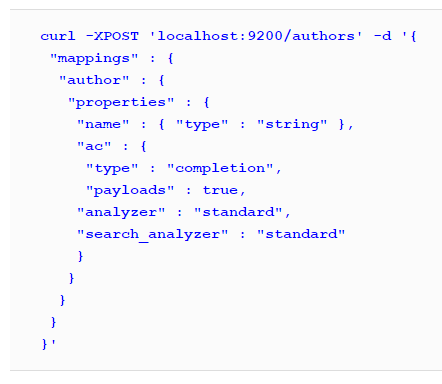 curl -XPOST 'localhost:9200/authors' -d '{
"mappings" : {
"author" : {
"properties" : {
"name" : { "type" : "string" },
"ac" : {
"type" : "completion",
"payloads" : true,
"analyzer" : "standard",
"search_analyzer" : "standard"
}
}
}
}
}'